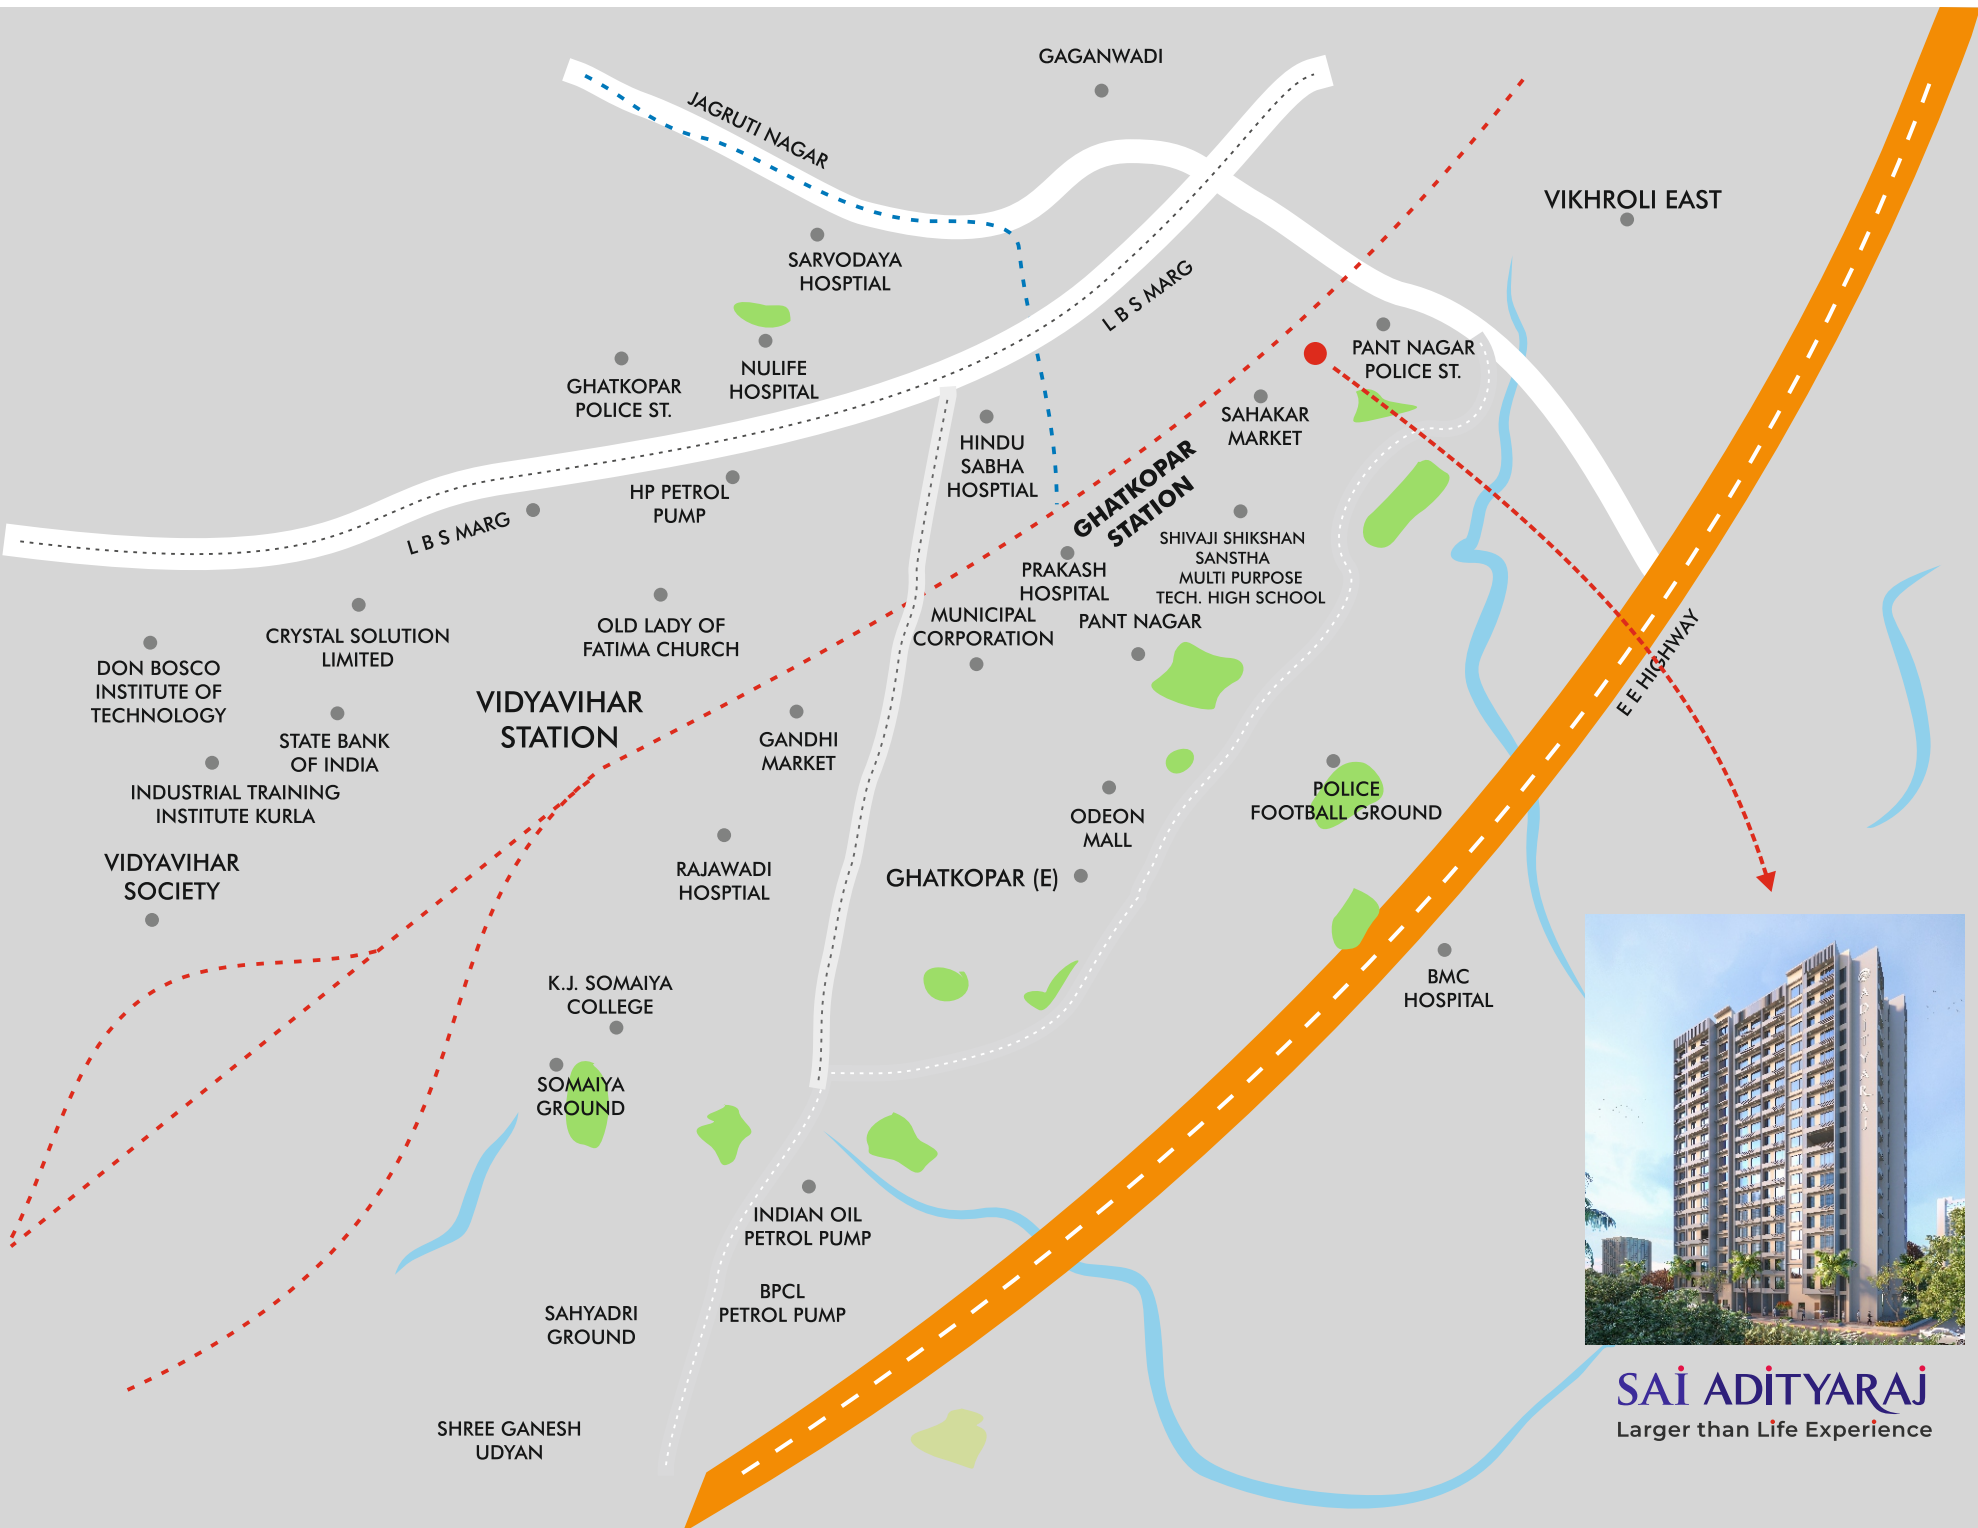 GAGANWADI
JAGRUTI NAGAR
VIKHROLI EAST
SARVODAYA
HOSPTIAL
L B S MARG
NULIFE
HOSPITAL
GHATKOPAR
POLICE ST.
PANT NAGAR
POLICE ST.
SAHAKAR
MARKET
HINDU
SABHA
HOSPTIAL
GHATKOPAR
STATION
HP PETROL
PUMP
L B S MARG
SHIVAJI SHIKSHAN
SANSTHA
MULTI PURPOSE
TECH. HIGH SCHOOL
PRAKASH
HOSPITAL
MUNICIPAL
CORPORATION
PANT NAGAR
OLD LADY OF
FATIMA CHURCH
CRYSTAL SOLUTION
LIMITED
DON BOSCO
INSTITUTE OF
TECHNOLOGY
E E HIGHWAY
VIDYAVIHAR
STATION
STATE BANK
OF INDIA
GANDHI
MARKET
INDUSTRIAL TRAINING
INSTITUTE KURLA
POLICE
FOOTBALL GROUND
ODEON
MALL
VIDYAVIHAR
SOCIETY
RAJAWADI
HOSPTIAL
GHATKOPAR (E)
BMC
HOSPITAL
K.J. SOMAIYA
COLLEGE
SOMAIYA
GROUND
INDIAN OIL
PETROL PUMP
BPCL
PETROL PUMP
SAHYADRI
GROUND
SHREE GANESH
UDYAN
ADITYARAJ
SAI ADITYARAJ
Larger than Life Experience